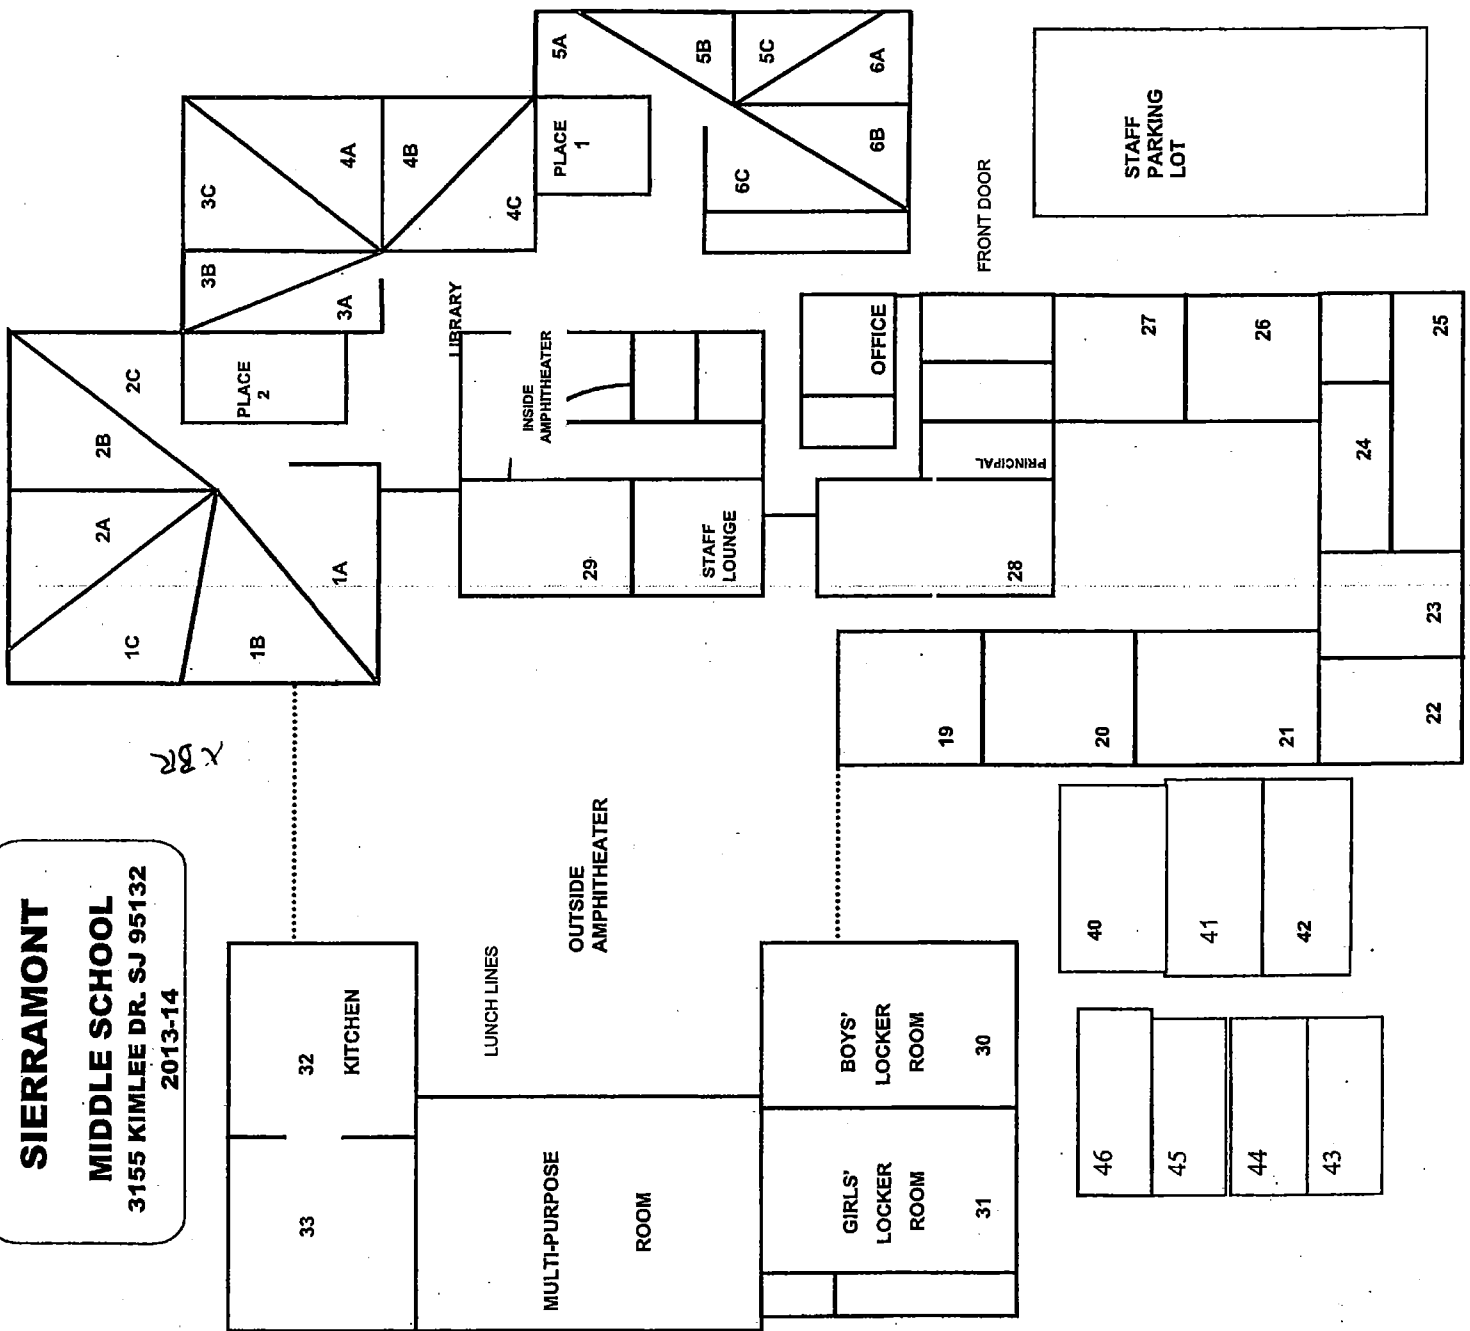 SIERRAMONT
MIDDLE SCHOOL
3155 KIMLEE DR. SJ 95132
2013-14
33
32
KITCHEN
MULTI-PURPOSE
ROOM
LUNCH LINES
OUTSIDE
AMPHITHEATER
GIRLS'
LOCKER
ROOM
31
BOYS'
LOCKER
ROOM
30
46
45
44
43
40
41
42
1C
1B
1A
2A
2B
2C
PLACE
2
3A
3B
3C
4A
4B
4C
PLACE
1
5A
5B
5C
6A
6B
6C
LIBRARY
INSIDE
AMPHITHEATER
29
STAFF
LOUNGE
OFFICE
PRINCIPAL
28
27
26
25
24
23
22
21
20
19
FRONT DOOR
STAFF
PARKING
LOT